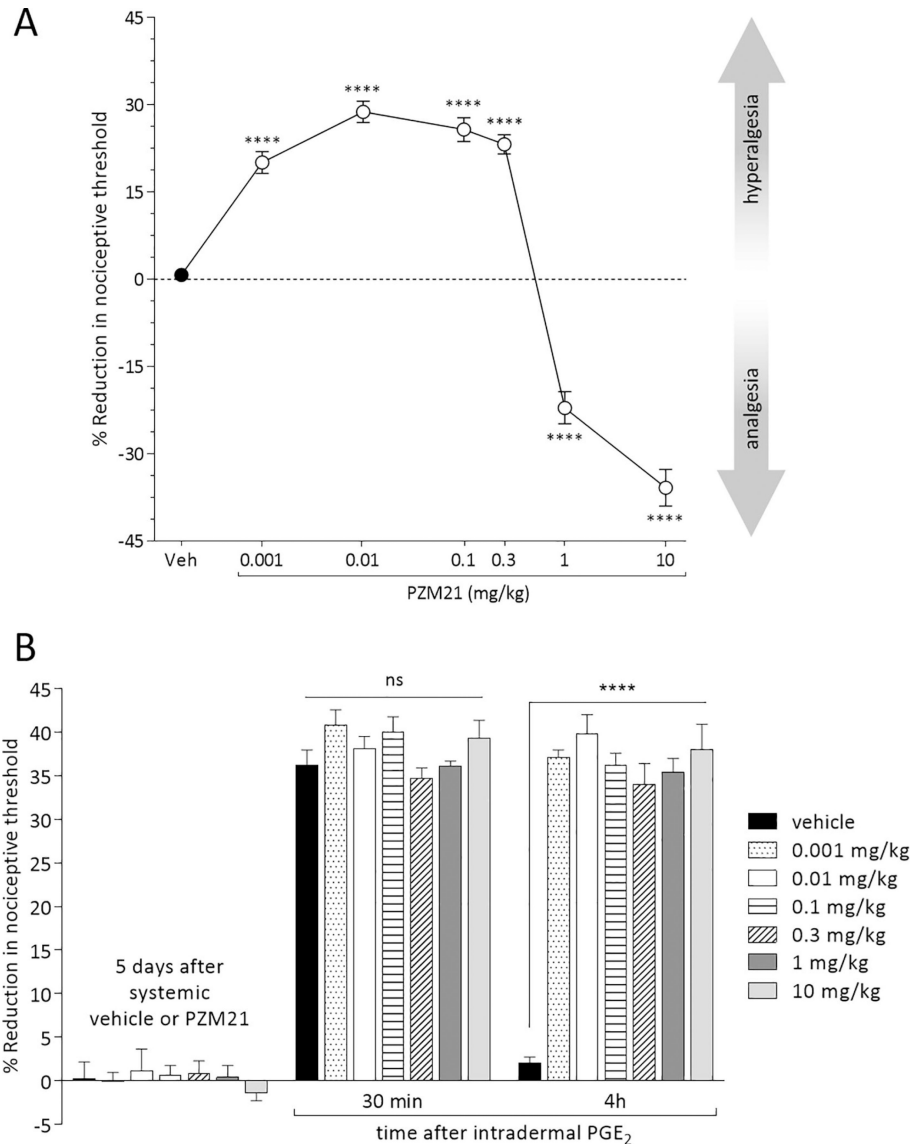 A
% Reduction in nociceptive threshold
45
30
15
0
-15
-30
-45
****
****
****
****
****
****
Veh
0.001
0.01
0.1
0.3
1
10
PZM21 (mg/kg)
hyperalgesia
analgesia
B
% Reduction in nociceptive threshold
45
40
35
30
25
20
15
10
5
0
-5
5 days after
systemic
vehicle or PZM21
ns
****
30 min
4h
time after intradermal PGE₂
vehicle
0.001 mg/kg
0.01 mg/kg
0.1 mg/kg
0.3 mg/kg
1 mg/kg
10 mg/kg